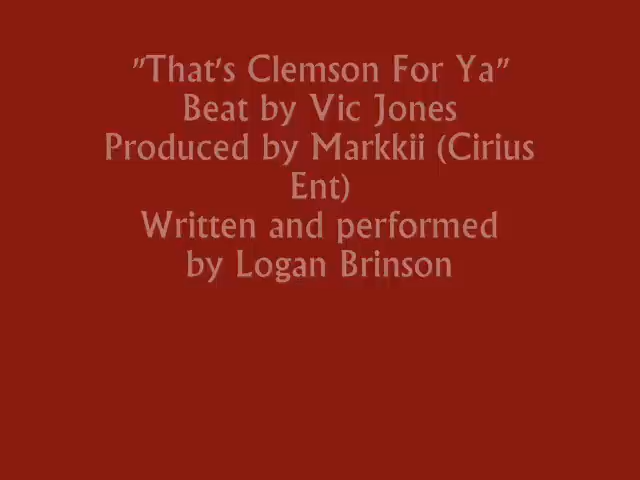 "That's Clemson For Ya"
Beat by Vic Jones
Produced by Markkii (Cirius
Ent)
Written and performed
by Logan Brinson